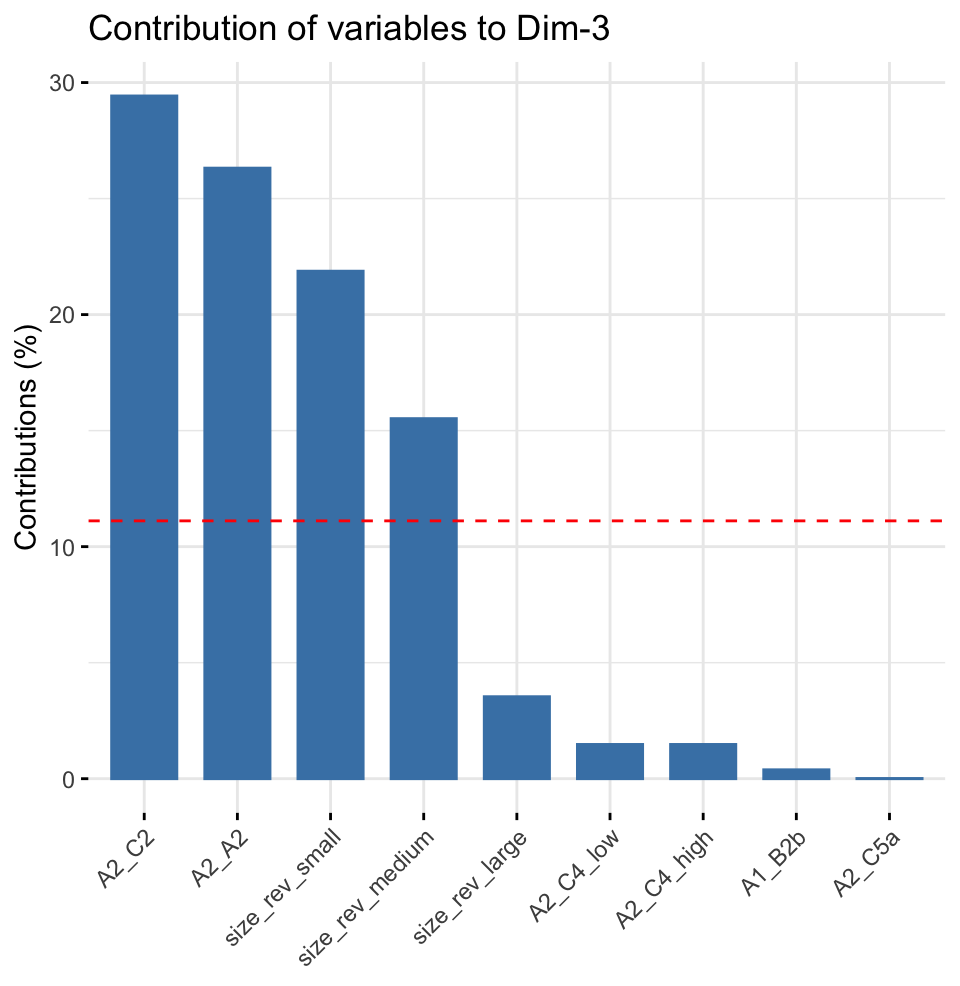 Contribution of variables to Dim-3
Contributions (%)
30
20
10
0
A2_C2
A2_A2
size_rev_small
size_rev_medium
size_rev_large
A2_C4_low
A2_C4_high
A1_B2b
A2_C5a